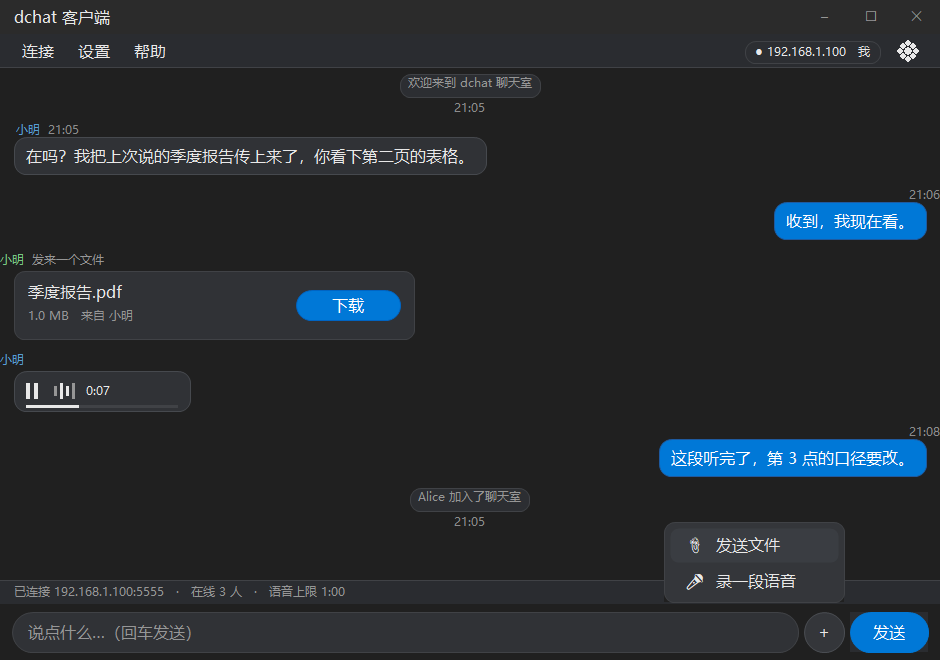 dchat 客户端
连接 设置 帮助
● 192.168.1.100 我
欢迎来到 dchat 聊天室
21:05
小明 21:05
在吗？我把上次说的季度报告传上来了，你看下第二页的表格。
21:06
收到，我现在看。
小明 发来一个文件
季度报告.pdf
1.0 MB 来自 小明
下载
小明
0:07
21:08
这段听完了，第 3 点的口径要改。
Alice 加入了聊天室
21:05
发送文件
录一段语音
已连接 192.168.1.100:5555 · 在线 3 人 · 语音上限 1:00
说点什么...（回车发送）
+
发送